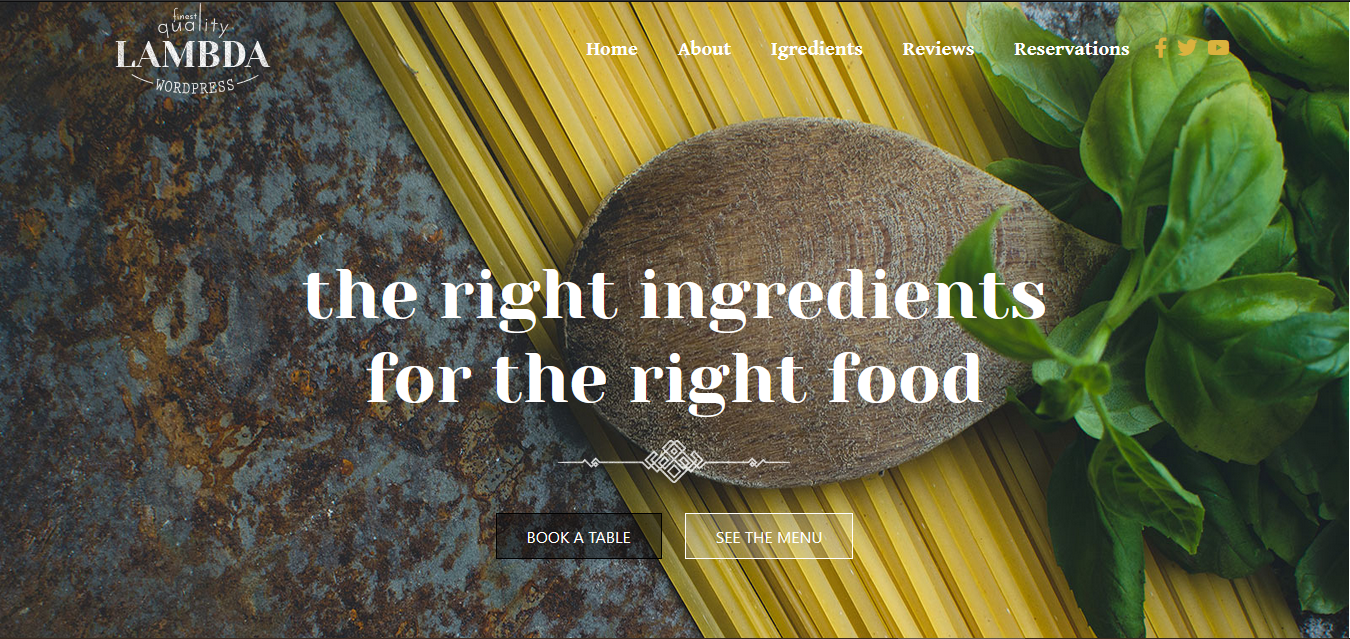 finest
quality
LAMBDA
WORDPRESS
Home About Igredients Reviews Reservations
the right ingredients
for the right food
BOOK A TABLE SEE THE MENU